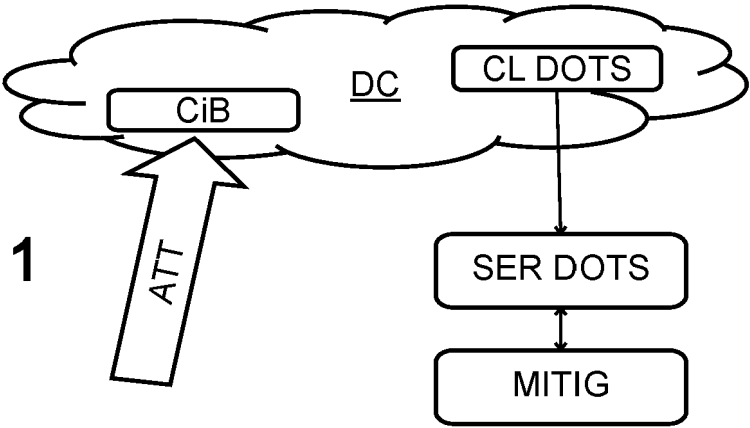 CL DOTS
DC
CiB
ATT
1
SER DOTS
MITIG